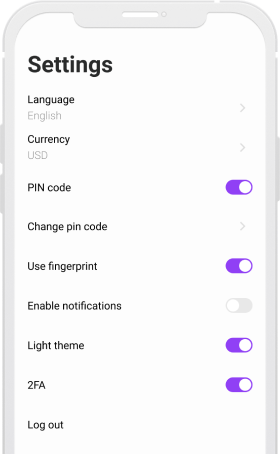 Settings
Language
English
Currency
USD
PIN code
Change pin code
Use fingerprint
Enable notifications
Light theme
2FA
Log out